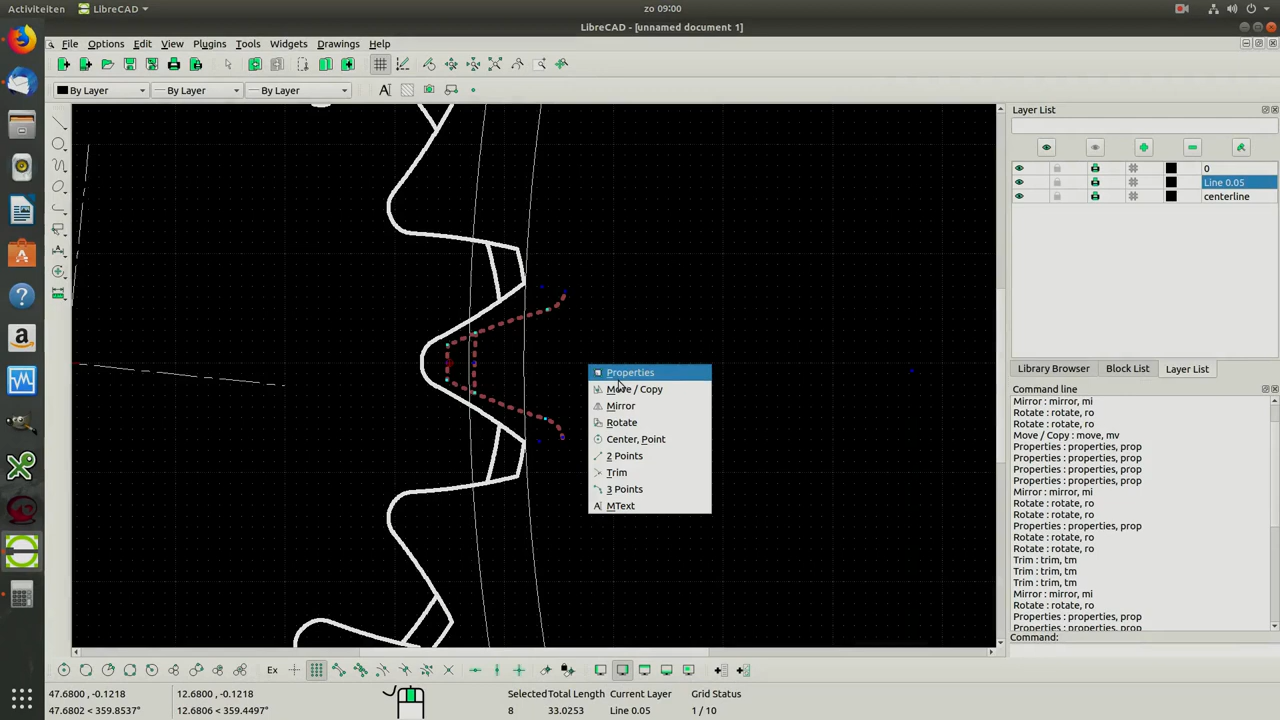 Activiteiten
LibreCAD
zo 09:00
LibreCAD - [unnamed document 1]
File Options Edit View Plugins Tools Widgets Drawings Help
By Layer
By Layer
By Layer
Layer List
0
Line 0.05
centerline
Library Browser
Block List
Layer List
Command line
Mirror : mirror, mi
Rotate : rotate, ro
Move / Copy : move, mv
Properties : properties, prop
Properties : properties, prop
Properties : properties, prop
Properties : properties, prop
Mirror : mirror, mi
Rotate : rotate, ro
Rotate : rotate, ro
Properties : properties, prop
Rotate : rotate, ro
Rotate : rotate, ro
Trim : trim, tm
Trim : trim, tm
Trim : trim, tm
Mirror : mirror, mi
Rotate : rotate, ro
Properties : properties, prop
Properties : properties, prop
Command:
Properties
Move / Copy
Mirror
Rotate
Center, Point
2 Points
Trim
3 Points
MText
Ex
47.6800 , -0.1218
47.6802 < 359.8537°
12.6800 , -0.1218
12.6806 < 359.4497°
Selected
8
Total Length
33.0253
Current Layer
Line 0.05
Grid Status
1 / 10